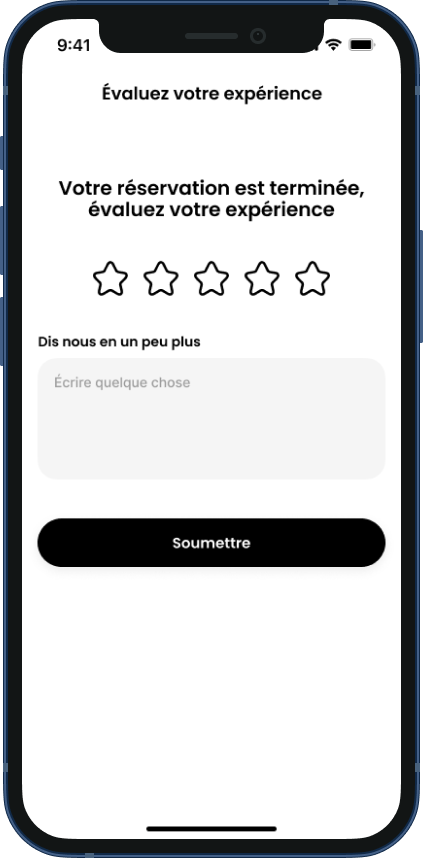 9:41
Évaluez votre expérience
Votre réservation est terminée,
évaluez votre expérience
Dis nous en un peu plus
Écrire quelque chose
Soumettre